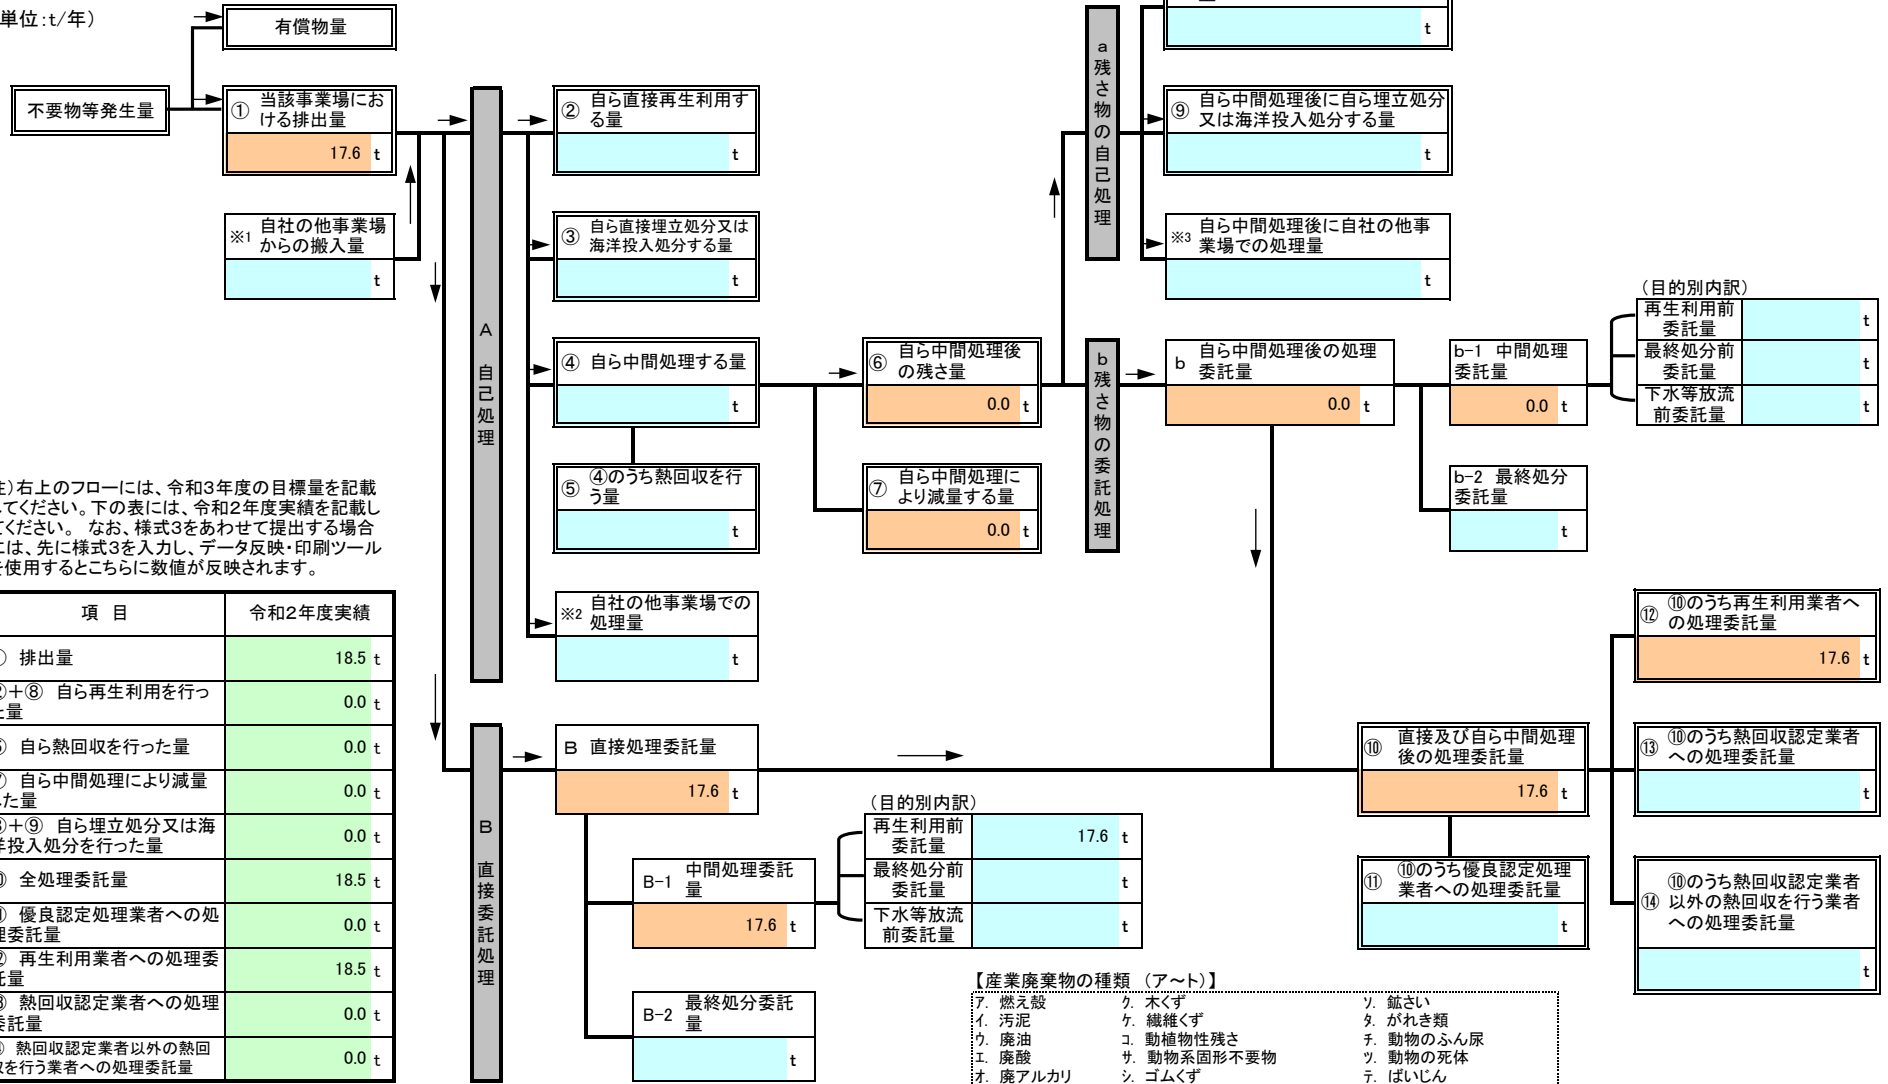 単位:t/年)
有償物量
t
不要物等発生量
① 当該事業場にお
ける排出量
17.6 t
※1 自社の他事業場
からの搬入量
t
A 自己処理
② 自ら直接再生利用す
る量
t
③ 自ら直接埋立処分又は
海洋投入処分する量
t
④ 自ら中間処理する量
t
⑤ ④のうち熱回収を行
う量
t
※2 自社の他事業場での
処理量
t
⑥ 自ら中間処理後
の残さ量
0.0 t
⑦ 自ら中間処理に
より減量する量
0.0 t
a 残さ物の自己処理
⑨ 自ら中間処理後に自ら埋立処分
又は海洋投入処分する量
t
※3 自ら中間処理後に自社の他事
業場での処理量
t
b 残さ物の委託処理
b 自ら中間処理後の処理
委託量
0.0 t
b-1 中間処理
委託量
0.0 t
b-2 最終処分
委託量
t
(目的別内訳)
再生利用前
委託量
t
最終処分前
委託量
t
下水等放流
前委託量
t
注)右上のフローには、令和3年度の目標量を記載
してください。下の表には、令和2年度実績を記載し
てください。 なお、様式3をあわせて提出する場合
には、先に様式3を入力し、データ反映・印刷ツール
を使用するとこちらに数値が反映されます。
項 目 令和2年度実績
① 排出量 18.5 t
②+⑧ 自ら再生利用を行っ
た量 0.0 t
⑤ 自ら熱回収を行った量 0.0 t
⑦ 自ら中間処理により減量
した量 0.0 t
③+⑨ 自ら埋立処分又は海
洋投入処分を行った量 0.0 t
⑩ 全処理委託量 18.5 t
⑪ 優良認定処理業者への処
理委託量 0.0 t
⑫ 再生利用業者への処理委
託量 18.5 t
⑬ 熱回収認定業者への処理
委託量 0.0 t
⑭ 熱回収認定業者以外の熱回
収を行う業者への処理委託量 0.0 t
B 直接委託処理
B 直接処理委託量
17.6 t
B-1 中間処理委託
量
17.6 t
B-2 最終処分委託
量
t
(目的別内訳)
再生利用前
委託量
17.6 t
最終処分前
委託量
t
下水等放流
前委託量
t
⑩ 直接及び自ら中間処理
後の処理委託量
17.6 t
⑪ ⑩のうち優良認定処理
業者への処理委託量
t
⑫ ⑩のうち再生利用業者へ
の処理委託量
17.6 t
⑬ ⑩のうち熱回収認定業者
への処理委託量
t
⑭ ⑩のうち熱回収認定業者
以外の熱回収を行う業者
への処理委託量
t
【産業廃棄物の種類 (ア~ト)】
ア. 燃え殻 ク. 木くず ソ. 鉱さい
イ. 汚泥 ケ. 繊維くず タ. がれき類
ウ. 廃油 コ. 動植物性残さ チ. 動物のふん尿
エ. 廃酸 サ. 動物系固形不要物 ツ. 動物の死体
オ. 廃アルカリ シ. ゴムくず テ. ばいじん